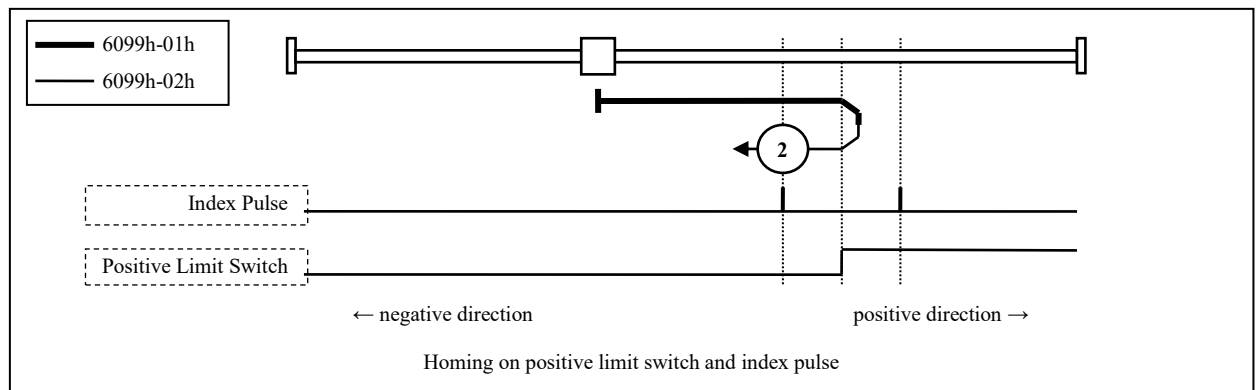 6099h-01h
6099h-02h
2
Index Pulse
Positive Limit Switch
← negative direction
positive direction →
Homing on positive limit switch and index pulse